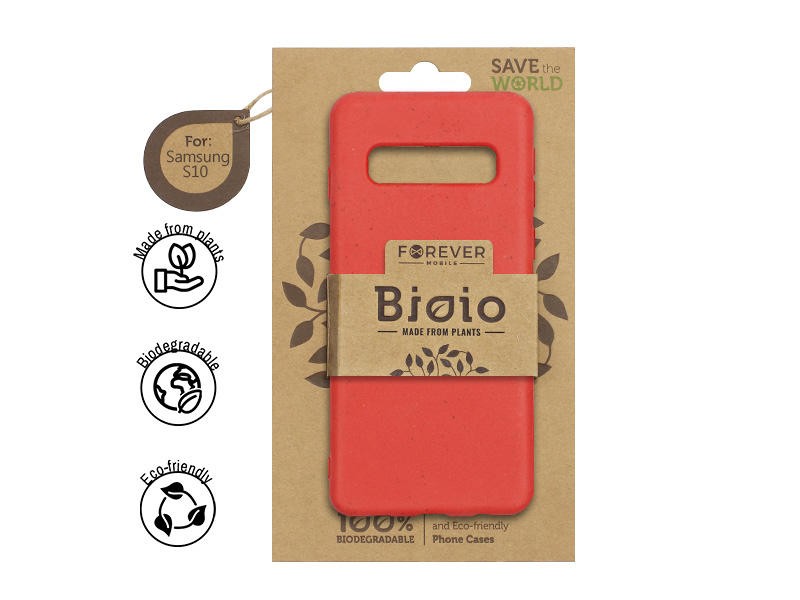 SAVE the
WORLD
For:
Samsung
S10
Made from plants
Biodegradable
Eco-friendly
FOREVER
MOBILE
Bioio
MADE FROM PLANTS
100%
BIODEGRADABLE
and Eco-friendly
Phone Cases